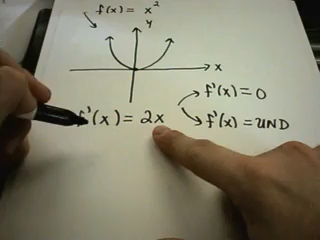 f(x) = x²
y
x
f'(x) = 2x
f'(x) = 0
f'(x) = UND